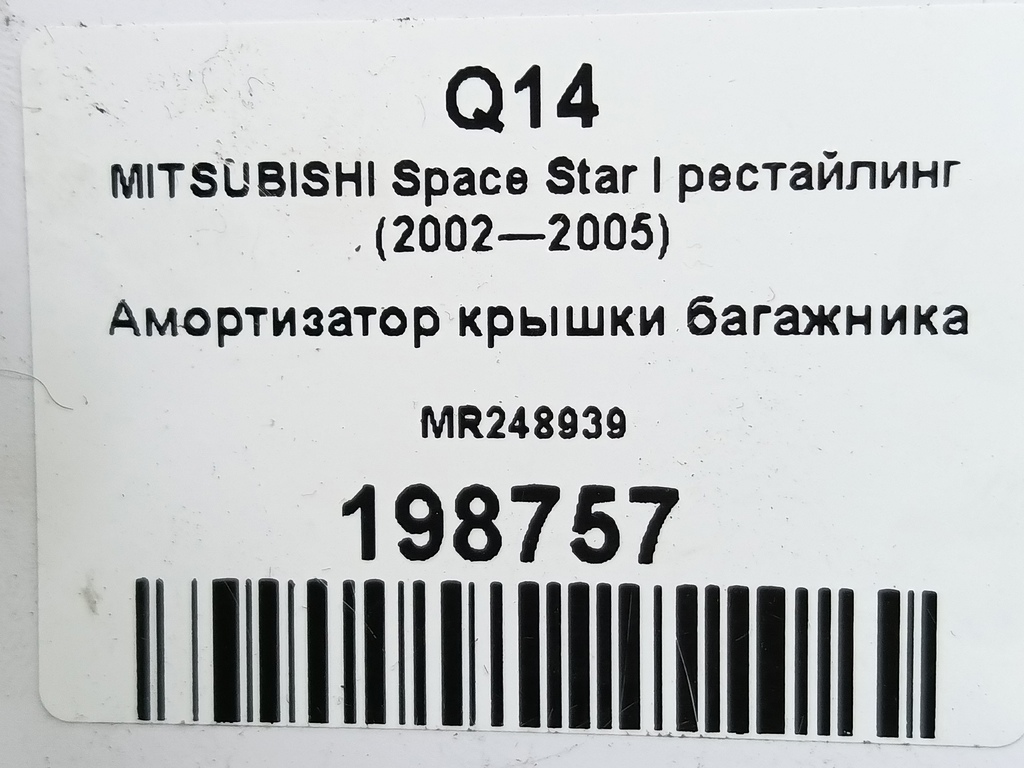 Q14
MITSUBISHI Space Star I рестайлинг
(2002—2005)
Амортизатор крышки багажника
MR248939
198757